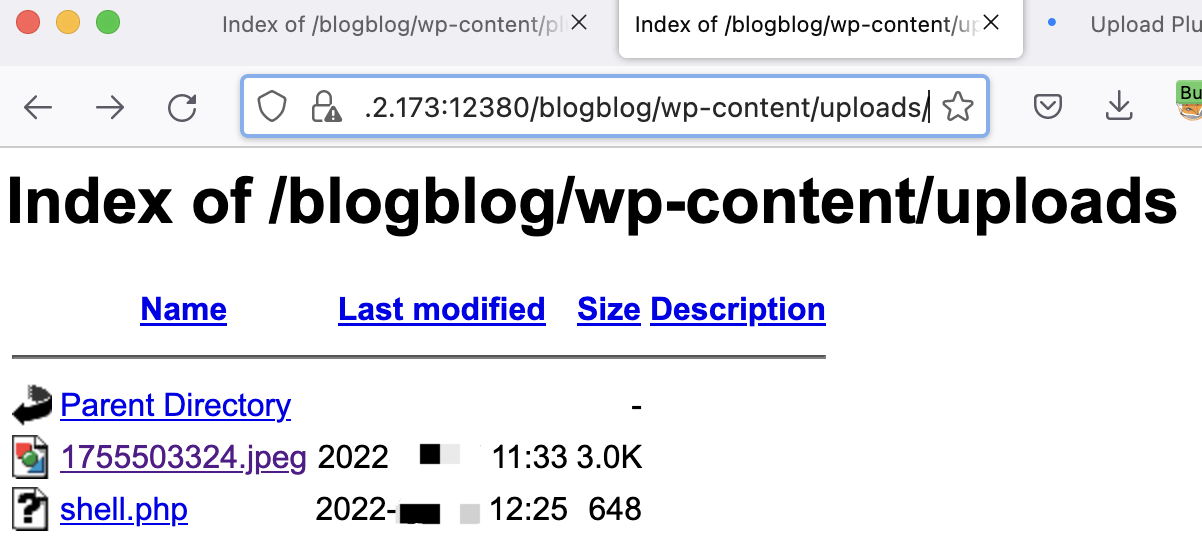 Index of /blogblog/wp-content/pl Index of /blogblog/wp-content/up Upload Plu
.2.173:12380/blogblog/wp-content/uploads/ Bu
Index of /blogblog/wp-content/uploads
Name Last modified Size Description
Parent Directory -
1755503324.jpeg 2022 11:33 3.0K
shell.php 2022- 12:25 648